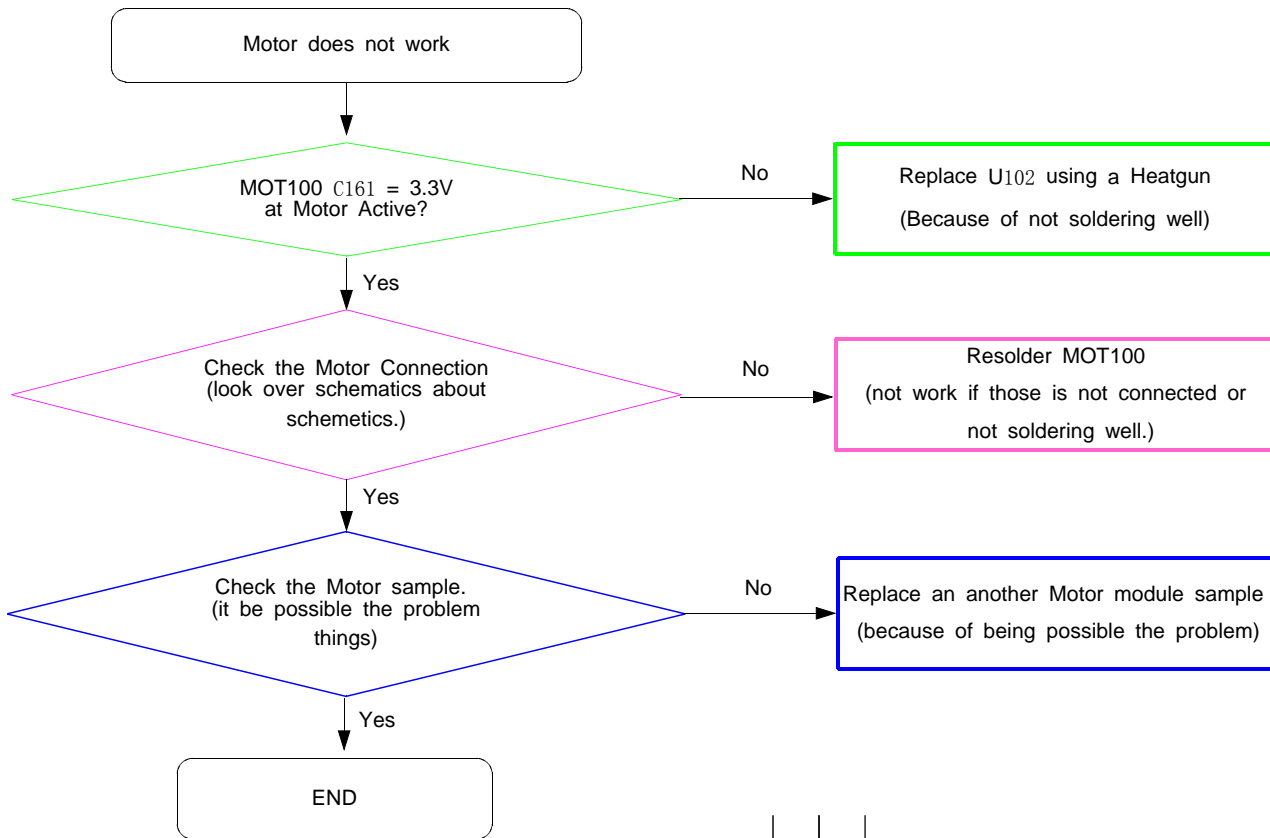 Motor does not work
MOT100 C161 = 3.3V
at Motor Active?
No
Replace U102 using a Heatgun
(Because of not soldering well)
Yes
Check the Motor Connection
(look over schematics about
schemetics.)
No
Resolder MOT100
(not work if those is not connected or
not soldering well.)
Yes
Check the Motor sample.
(it be possible the problem
things)
No
Replace an another Motor module sample
(because of being possible the problem)
Yes
END